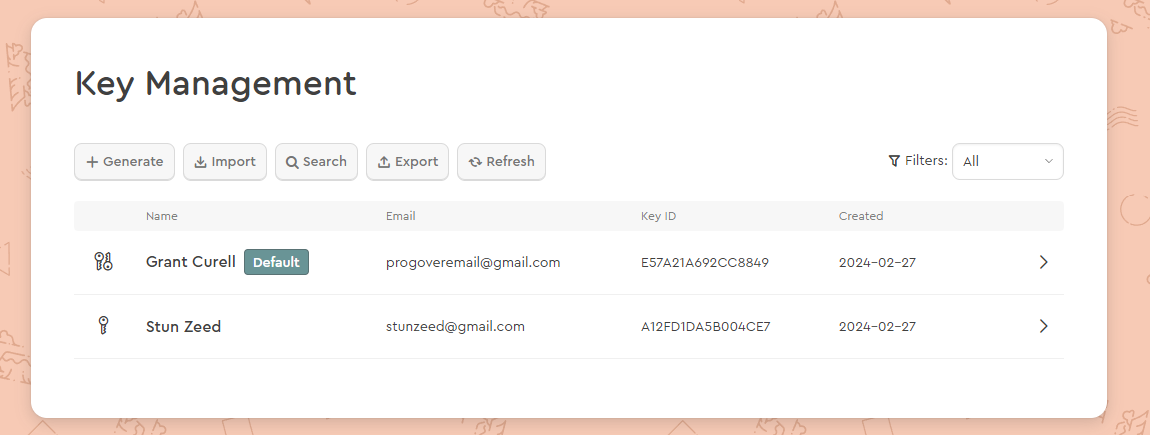 Key Management
Generate Import Search Export Refresh Filters: All
Name Email Key ID Created
Grant Curell Default progoveremail@gmail.com E57A21A692CC8849 2024-02-27
Stun Zeed stunzeed@gmail.com A12FD1DA5B004CE7 2024-02-27